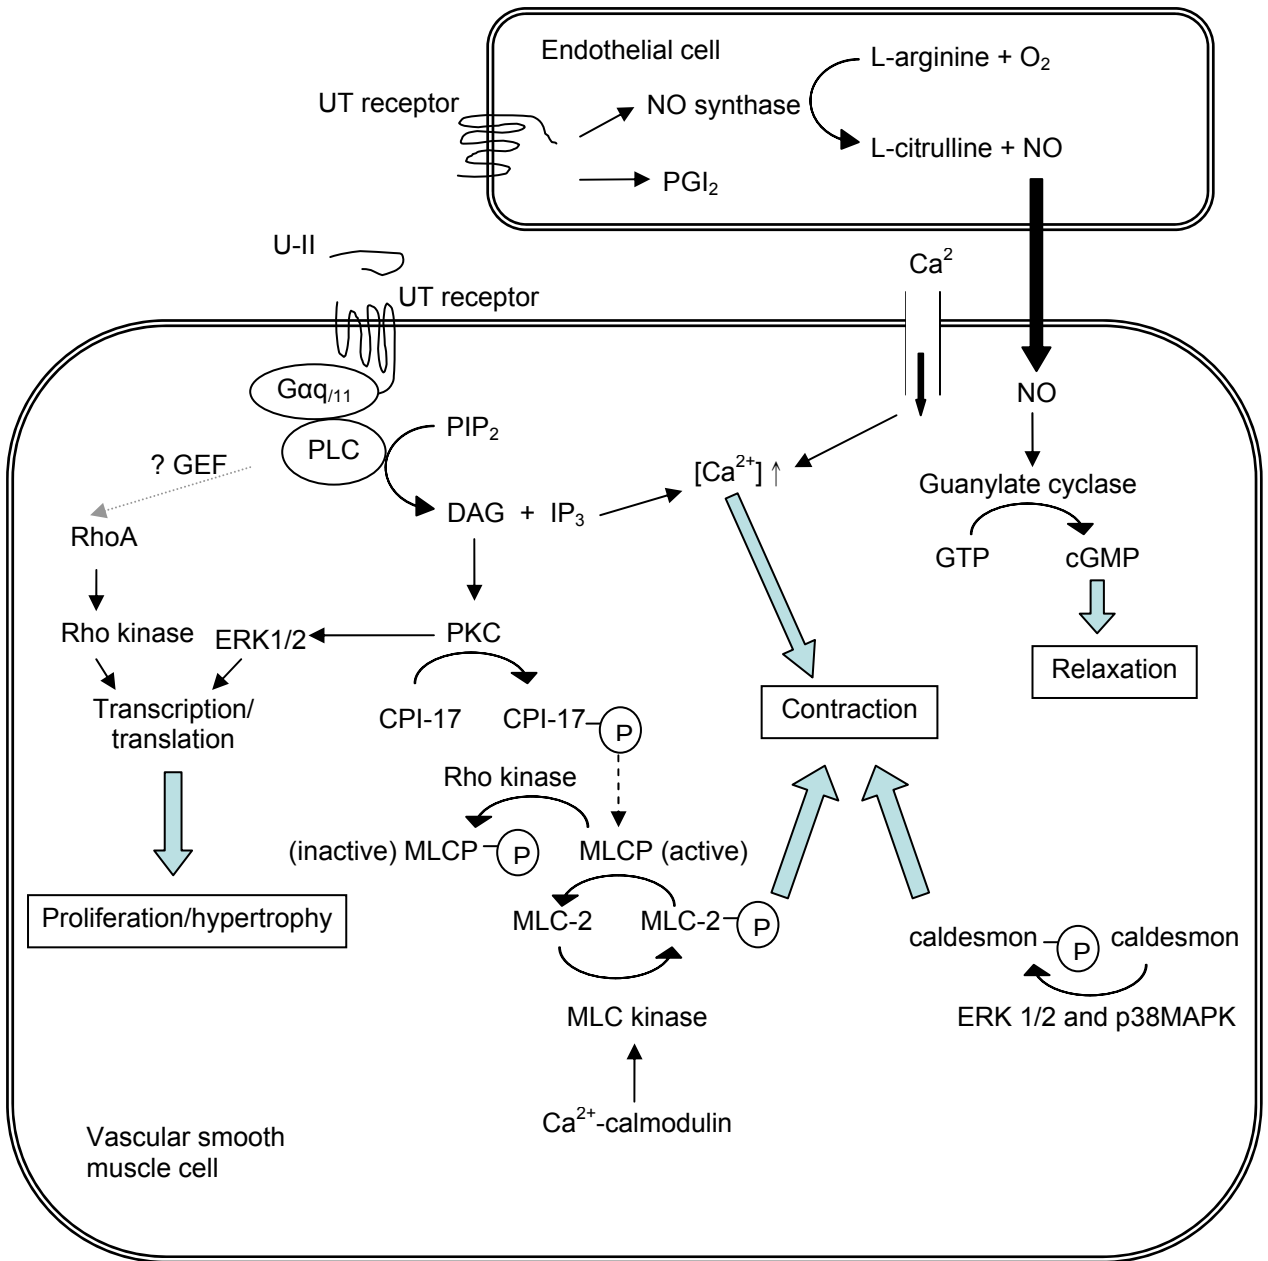 Endothelial cell
L-arginine + O₂
UT receptor
NO synthase
L-citrulline + NO
PGI₂
U-II
Ca²
UT receptor
Gαq/11
NO
PIP₂
PLC
? GEF
[Ca²⁺] ↑
Guanylate cyclase
DAG + IP₃
RhoA
GTP
cGMP
Rho kinase
ERK1/2
PKC
Relaxation
Transcription/
translation
CPI-17
CPI-17
P
Contraction
Rho kinase
(inactive) MLCP
P
MLCP (active)
Proliferation/hypertrophy
MLC-2
MLC-2
P
caldesmon
P
caldesmon
MLC kinase
ERK 1/2 and p38MAPK
Ca²⁺-calmodulin
Vascular smooth
muscle cell